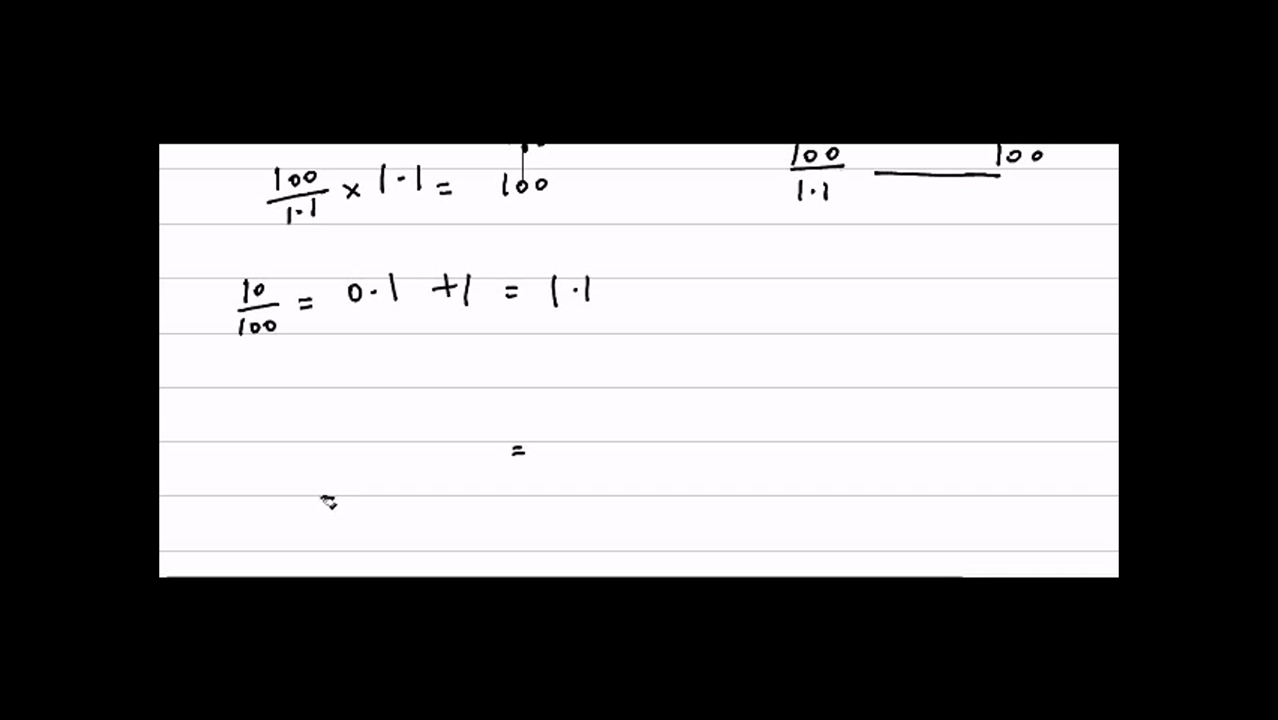 100/1.1 × 1.1 = 100
100/1.1 100
10/100 = 0.1 +1 = 1.1
=